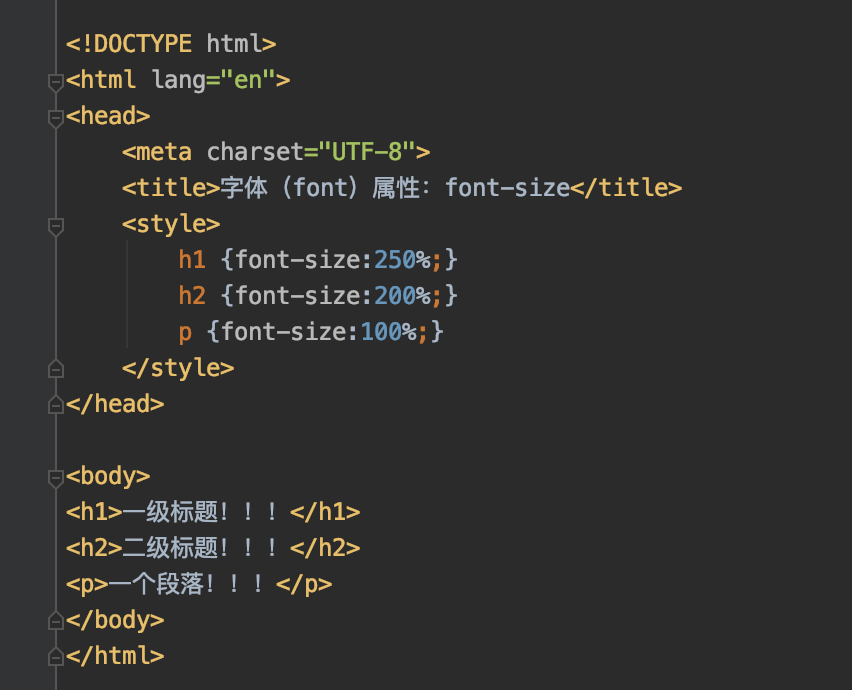 <!DOCTYPE html>
<html lang="en">
<head>
    <meta charset="UTF-8">
    <title>字体（font）属性：font-size</title>
    <style>
        h1 {font-size:250%;}
        h2 {font-size:200%;}
        p {font-size:100%;}
    </style>
</head>

<body>
<h1>一级标题！！！</h1>
<h2>二级标题！！！</h2>
<p>一个段落！！！</p>
</body>
</html>